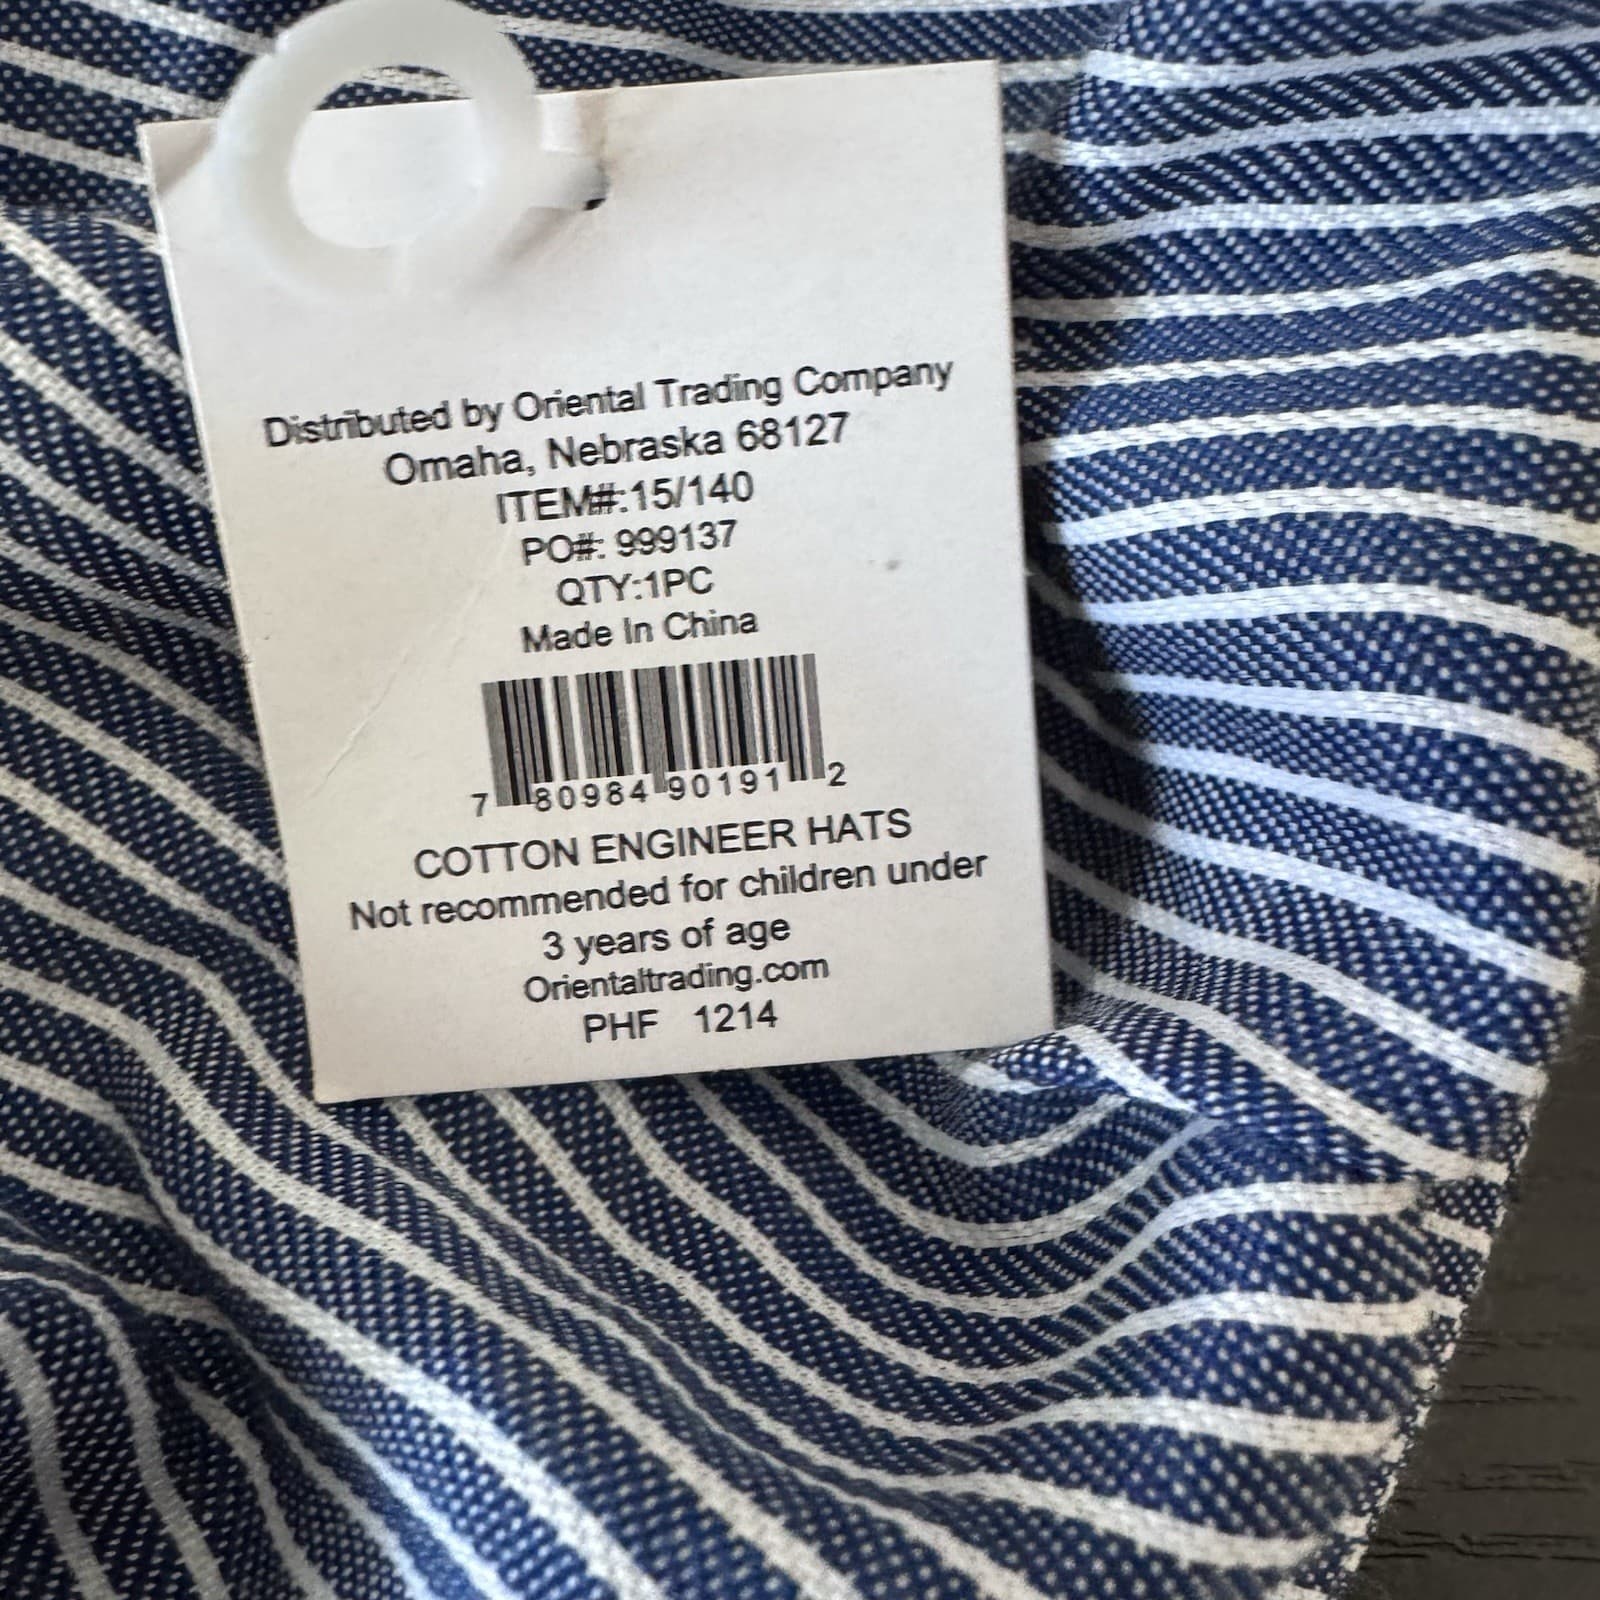 Distributed by Oriental Trading Company
Omaha, Nebraska 68127
ITEM#:15/140
PO#: 999137
QTY:1PC
Made In China
7 80984 90191 2
COTTON ENGINEER HATS
Not recommended for children under
3 years of age
Orientaltrading.com
PHF 1214